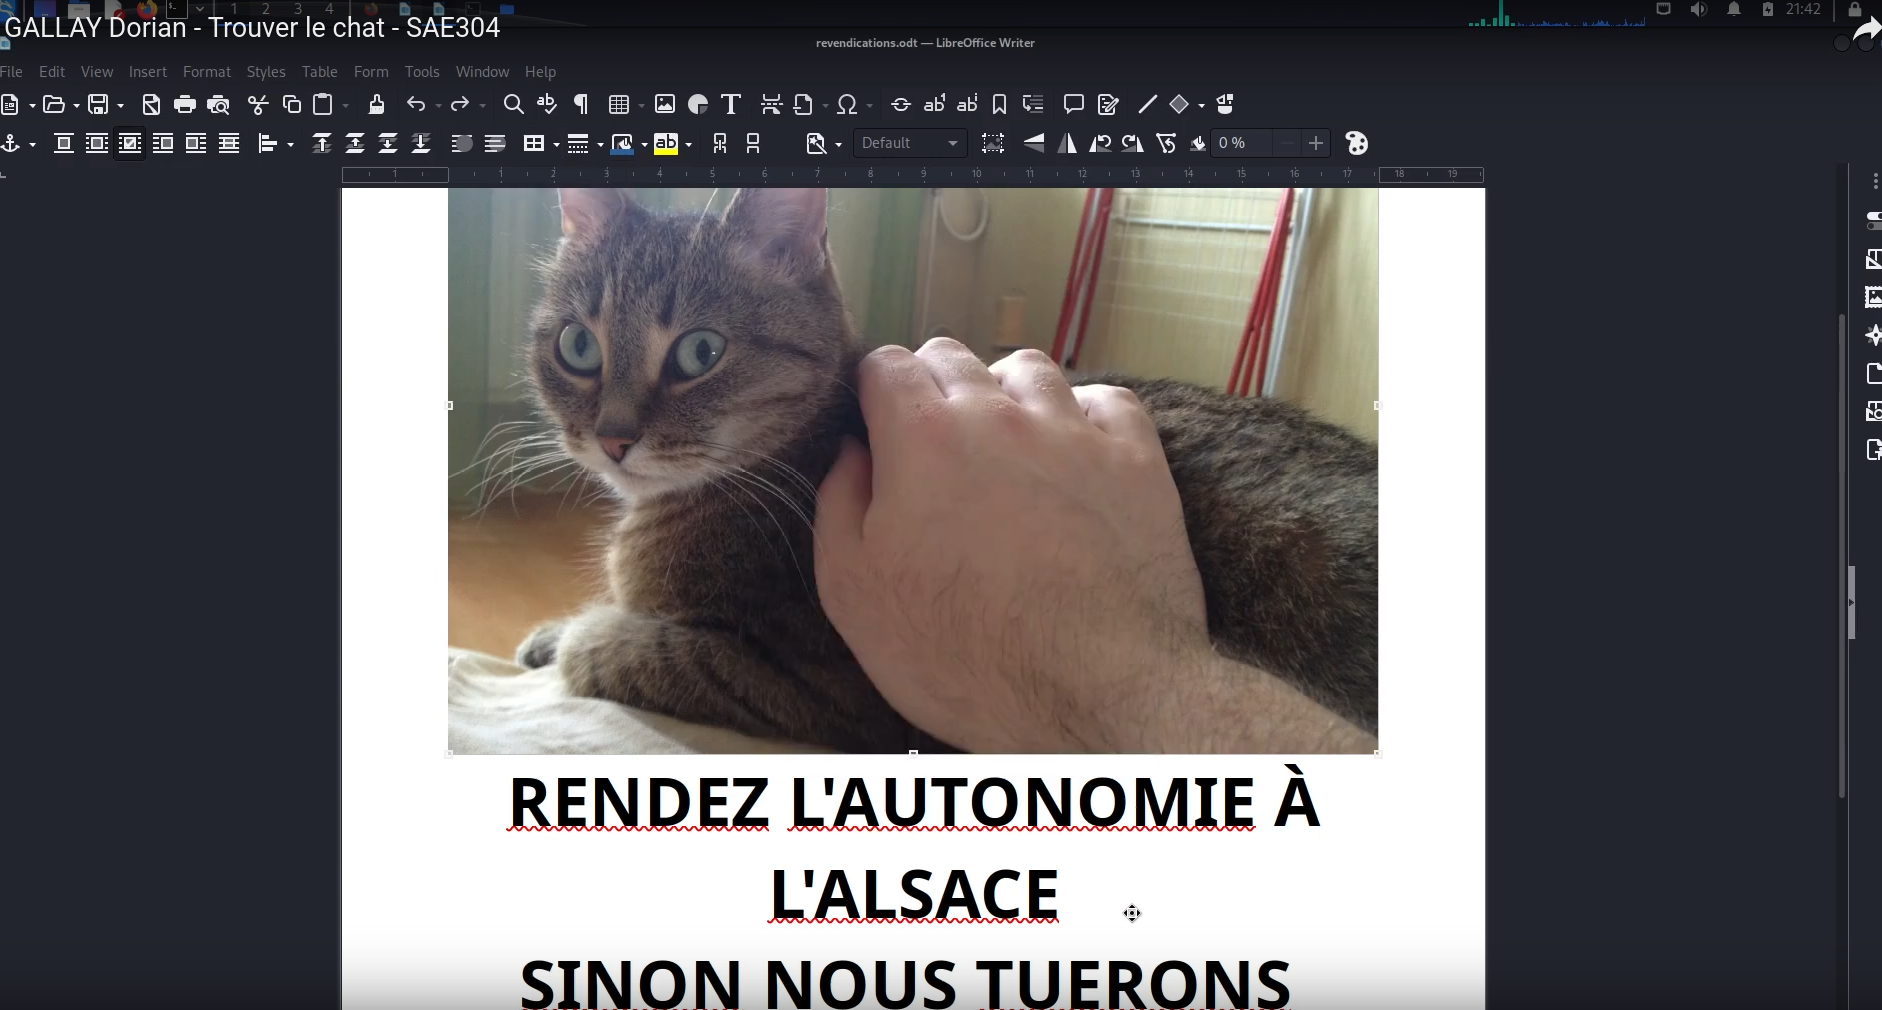 1 2 3 4
21:42
GALLAY Dorian - Trouver le chat - SAE304
revendications.odt — LibreOffice Writer
File Edit View Insert Format Styles Table Form Tools Window Help
Default
0 %
1 1 2 3 4 5 6 7 8 9 10 11 12 13 14 15 16 17 18 19
RENDEZ L'AUTONOMIE À
L'ALSACE
SINON NOUS TUERONS